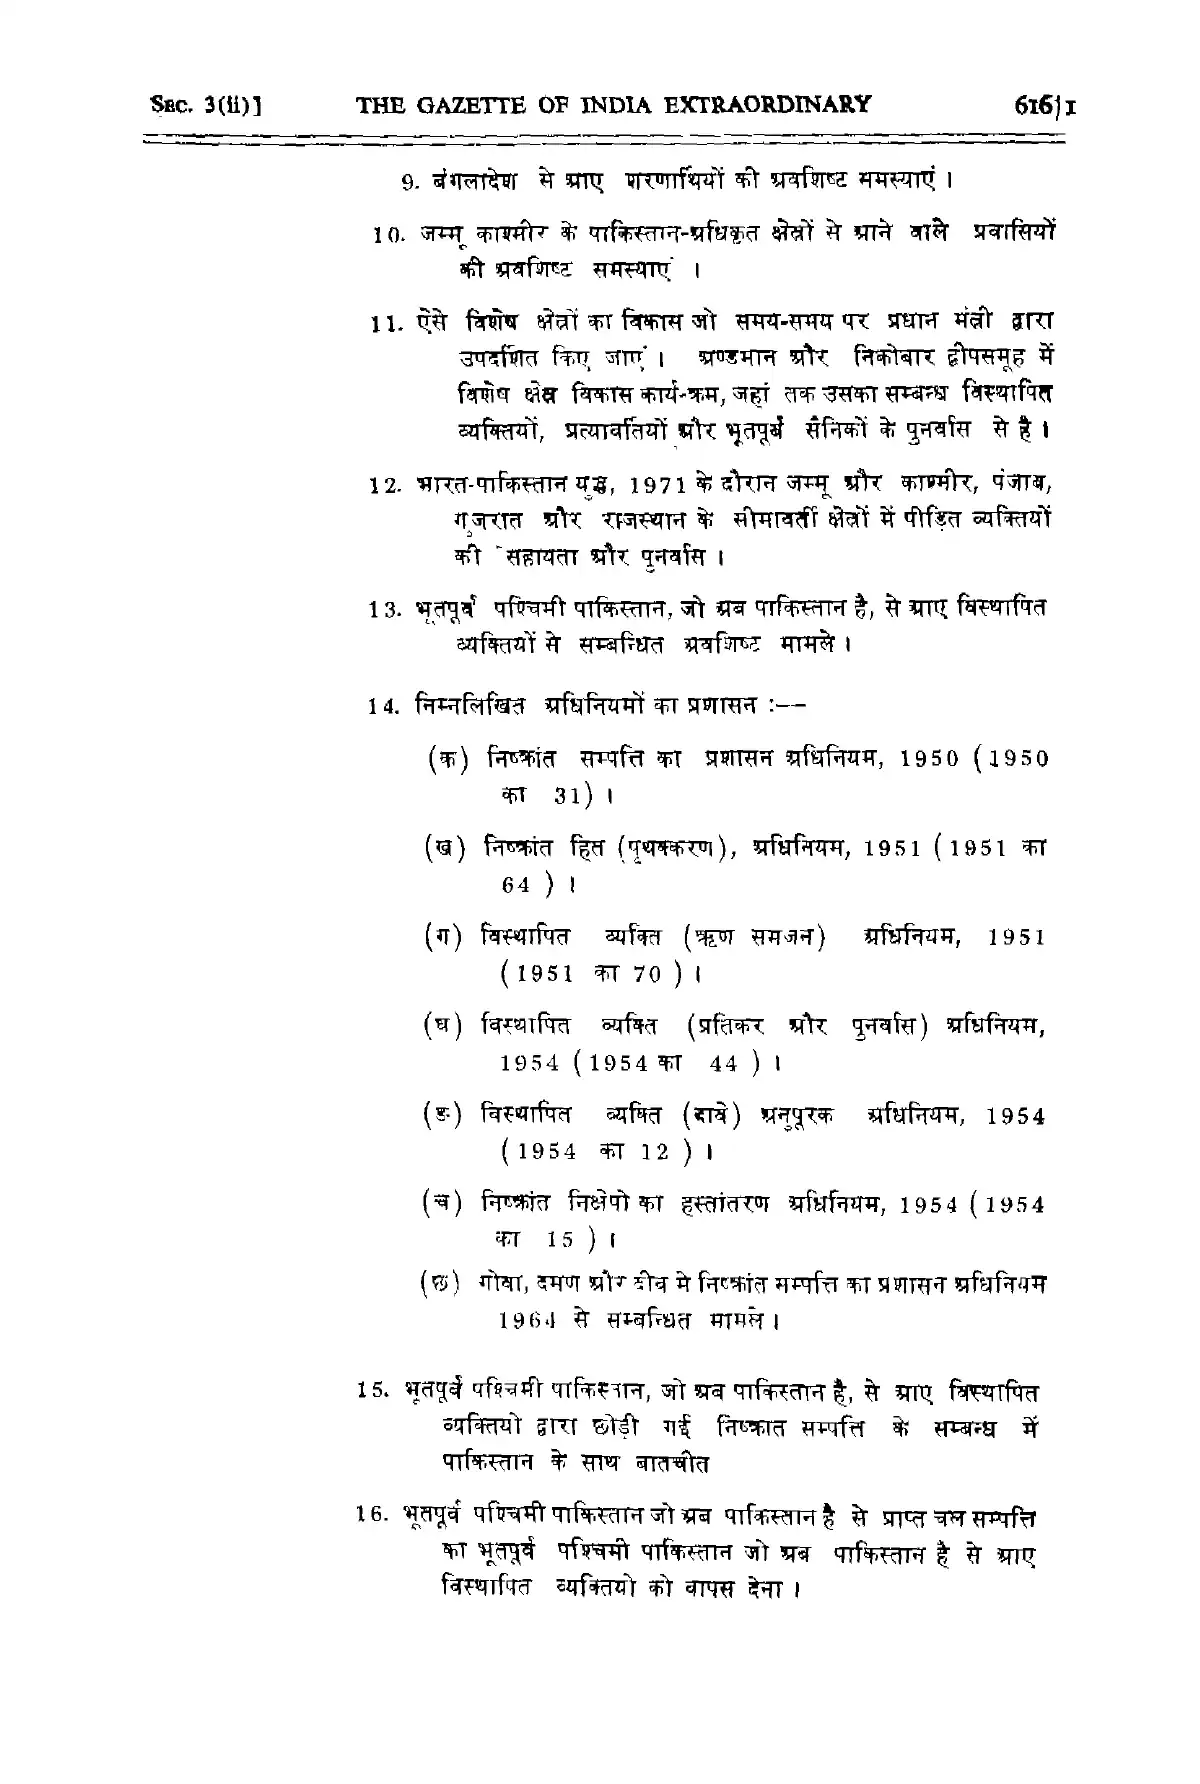 SEC. 3(ii)] THE GAZETTE OF INDIA EXTRAORDINARY 616/1
9. बंगलादेश से आए शरणार्थियों की अवशिष्ट समस्याएं ।
10. जम्मू काश्मीर के पाकिस्तान-अधिकृत क्षेत्रों से आने वाले प्रवासियों
की अवशिष्ट समस्याएं ।
11. ऐसे विशेष क्षेत्रों का विकास जो समय-समय पर प्रधान मंत्री द्वारा
उपदर्शित किए जाएं । अण्डमान और निकोबार द्वीपसमूह में
विशेष क्षेत्र विकास कार्य-क्रम, जहां तक उसका सम्बन्ध विस्थापित
व्यक्तियों, प्रत्यावर्तियों और भूतपूर्व सैनिकों के पुनर्वास से है ।
12. भारत-पाकिस्तान युद्ध, 1971 के दौरान जम्मू और काश्मीर, पंजाब,
गुजरात और राजस्थान के सीमावर्ती क्षेत्रों में पीड़ित व्यक्तियों
की सहायता और पुनर्वास ।
13. भूतपूर्व पश्चिमी पाकिस्तान, जो अब पाकिस्तान है, से आए विस्थापित
व्यक्तियों से सम्बन्धित अवशिष्ट मामले ।
14. निम्नलिखित अधिनियमों का प्रशासन :--
(क) निष्क्रांत सम्पत्ति का प्रशासन अधिनियम, 1950 (1950
का 31) ।
(ख) निष्क्रांत हित (पृथक्करण), अधिनियम, 1951 (1951 का
64 ) ।
(ग) विस्थापित व्यक्ति (ऋण समजन) अधिनियम, 1951
(1951 का 70 ) ।
(घ) विस्थापित व्यक्ति (प्रतिकर और पुनर्वास) अधिनियम,
1954 (1954 का 44 ) ।
(ङ) विस्थापित व्यक्ति (दावे) अनुपूरक अधिनियम, 1954
(1954 का 12 ) ।
(च) निष्क्रांत निक्षेपो का हस्तांतरण अधिनियम, 1954 (1954
का 15 ) ।
(छ) गोवा, दमण और दीव मे निष्क्रांत सम्पत्ति का प्रशासन अधिनियम
1964 से सम्बन्धित मामले ।
15. भूतपूर्व पश्चिमी पाकिस्तान, जो अब पाकिस्तान है, से आए विस्थापित
व्यक्तियो द्वारा छोड़ी गई निष्क्रात सम्पत्ति के सम्बन्ध में
पाकिस्तान के साथ बातचीत
16. भूतपूर्व पश्चिमी पाकिस्तान जो अब पाकिस्तान है से प्राप्त चल सम्पत्ति
का भूतपूर्व पश्चिमी पाकिस्तान जो अब पाकिस्तान है से आए
विस्थापित व्यक्तियो को वापस देना ।